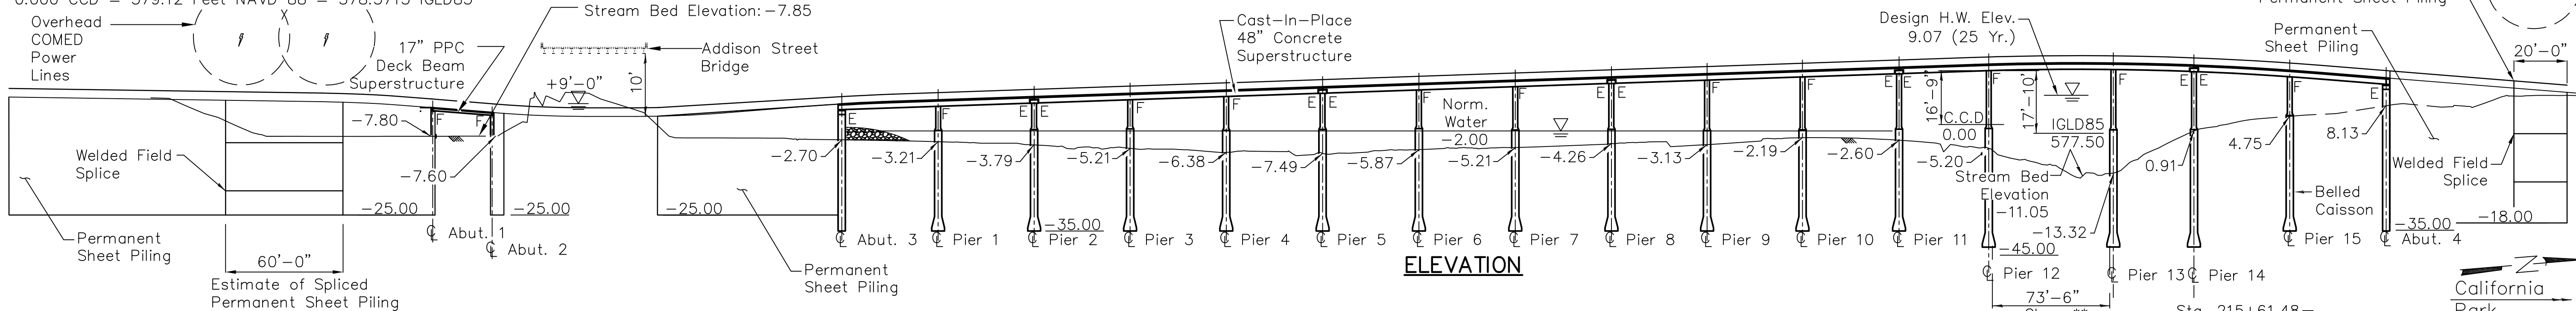 0.000 CCD = 579.12 Feet NAVD 88 = 578.3715 IGLD85
Overhead
COMED
Power
Lines
17" PPC
Deck Beam
Superstructure
Stream Bed Elevation: -7.85
Addison Street
Bridge
+9'-0"
10'
Cast-In-Place
48" Concrete
Superstructure
Design H.W. Elev.
9.07 (25 Yr.)
Permanent Sheet Piling
Permanent
Sheet Piling
20'-0"
Welded Field
Splice
-7.80
F
F
-7.60
-25.00
-25.00
-25.00
Permanent
Sheet Piling
60'-0"
Estimate of Spliced
Permanent Sheet Piling
℄ Abut. 1
℄ Abut. 2
Permanent
Sheet Piling
E
F
E
E
F
F
E
E
F
F
E
E
F
F
E
E
F
F
E
E
F
E
-2.70
-3.21
-3.79
-5.21
-6.38
-7.49
-5.87
Norm.
Water
-2.00
-5.21
-4.26
-3.13
-2.19
-2.60
-5.20
16'-9"
C.C.D.
0.00
17'-10"
IGLD85
577.50
Stream Bed
Elevation
-11.05
-13.32
0.91
4.75
8.13
Belled
Caisson
Welded Field
Splice
-18.00
-35.00
-35.00
-45.00
℄ Abut. 3
℄ Pier 1
℄ Pier 2
℄ Pier 3
℄ Pier 4
℄ Pier 5
℄ Pier 6
℄ Pier 7
℄ Pier 8
℄ Pier 9
℄ Pier 10
℄ Pier 11
℄ Pier 12
℄ Pier 13
℄ Pier 14
℄ Pier 15
℄ Abut. 4
ELEVATION
73'-6"
Sta. 215+61.48
California
Park